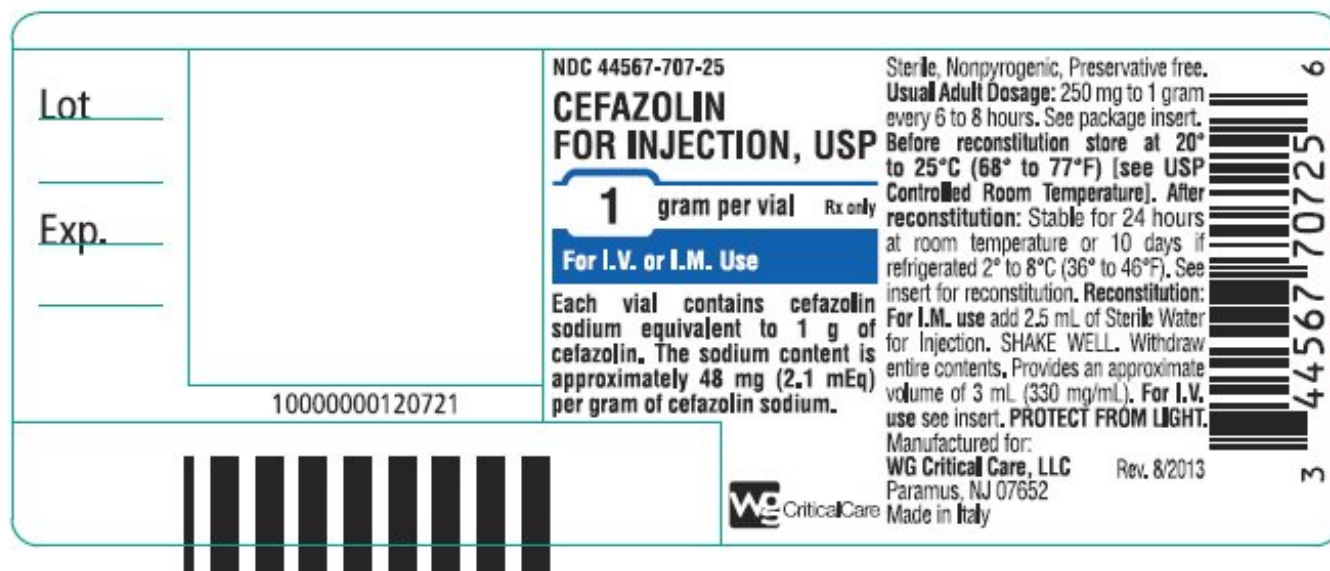 Lot
Exp.
10000000120721
NDC 44567-707-25
CEFAZOLIN
FOR INJECTION, USP
1 gram per vial Rx only
For I.V. or I.M. Use
Each vial contains cefazolin
sodium equivalent to 1 g of
cefazolin. The sodium content is
approximately 48 mg (2.1 mEq)
per gram of cefazolin sodium.
wg CriticalCare
Sterile, Nonpyrogenic, Preservative free.
Usual Adult Dosage: 250 mg to 1 gram
every 6 to 8 hours. See package insert.
Before reconstitution store at 20°
to 25°C (68° to 77°F) [see USP
Controlled Room Temperature]. After
reconstitution: Stable for 24 hours
at room temperature or 10 days if
refrigerated 2° to 8°C (36° to 46°F). See
insert for reconstitution. Reconstitution:
For I.M. use add 2.5 mL of Sterile Water
for Injection. SHAKE WELL. Withdraw
entire contents. Provides an approximate
volume of 3 mL (330 mg/mL). For I.V.
use see insert. PROTECT FROM LIGHT.
Manufactured for:
WG Critical Care, LLC Rev. 8/2013
Paramus, NJ 07652
Made in Italy
3 44567 70725 6